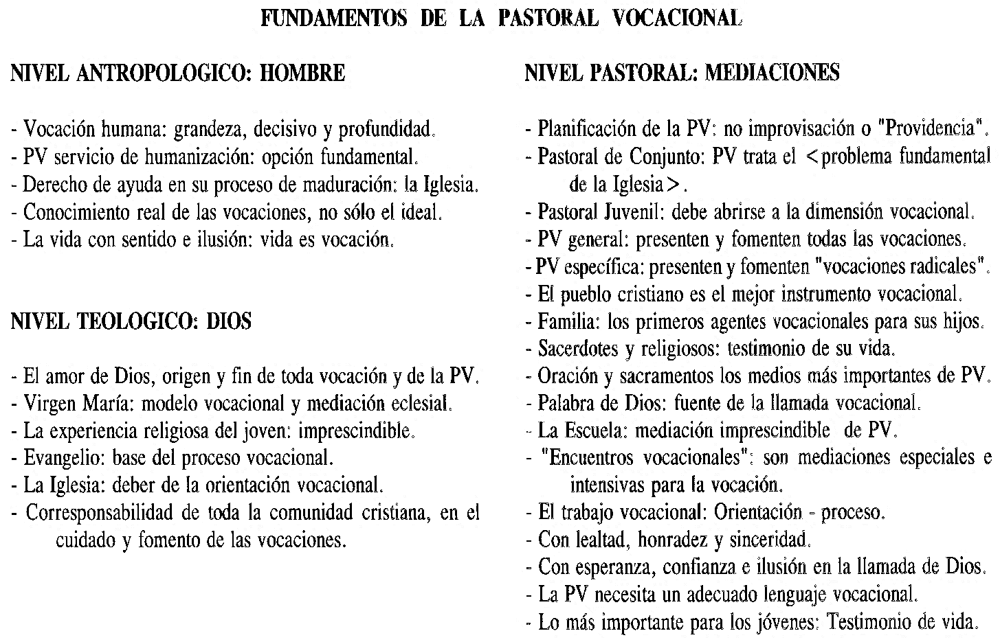 FUNDAMENTOS DE LA PASTORAL VOCACIONAL
NIVEL ANTROPOLOGICO: HOMBRE
- Vocación humana: grandeza, decisivo y profundidad.
- PV servicio de humanización: opción fundamental.
- Derecho de ayuda en su proceso de maduración: la Iglesia.
- Conocimiento real de las vocaciones, no sólo el ideal.
- La vida con sentido e ilusión: vida es vocación.
NIVEL TEOLOGICO: DIOS
- El amor de Dios, origen y fin de toda vocación y de la PV.
- Virgen María: modelo vocacional y mediación eclesial.
- La experiencia religiosa del joven: imprescindible.
- Evangelio: base del proceso vocacional.
- La Iglesia: deber de la orientación vocacional.
- Corresponsabilidad de toda la comunidad cristiana, en el
cuidado y fomento de las vocaciones.
NIVEL PASTORAL: MEDIACIONES
- Planificación de la PV: no improvisación o "Providencia".
- Pastoral de Conjunto: PV trata el <problema fundamental
de la Iglesia>.
- Pastoral Juvenil: debe abrirse a la dimensión vocacional.
- PV general: presenten y fomenten todas las vocaciones.
- PV específica: presenten y fomenten "vocaciones radicales".
- El pueblo cristiano es el mejor instrumento vocacional.
- Familia: los primeros agentes vocacionales para sus hijos.
- Sacerdotes y religiosos: testimonio de su vida.
- Oración y sacramentos los medios más importantes de PV.
- Palabra de Dios: fuente de la llamada vocacional.
- La Escuela: mediación imprescindible de PV.
- "Encuentros vocacionales": son mediaciones especiales e
intensivas para la vocación.
- El trabajo vocacional: Orientación - proceso.
- Con lealtad, honradez y sinceridad.
- Con esperanza, confianza e ilusión en la llamada de Dios.
- La PV necesita un adecuado lenguaje vocacional.
- Lo más importante para los jóvenes: Testimonio de vida.